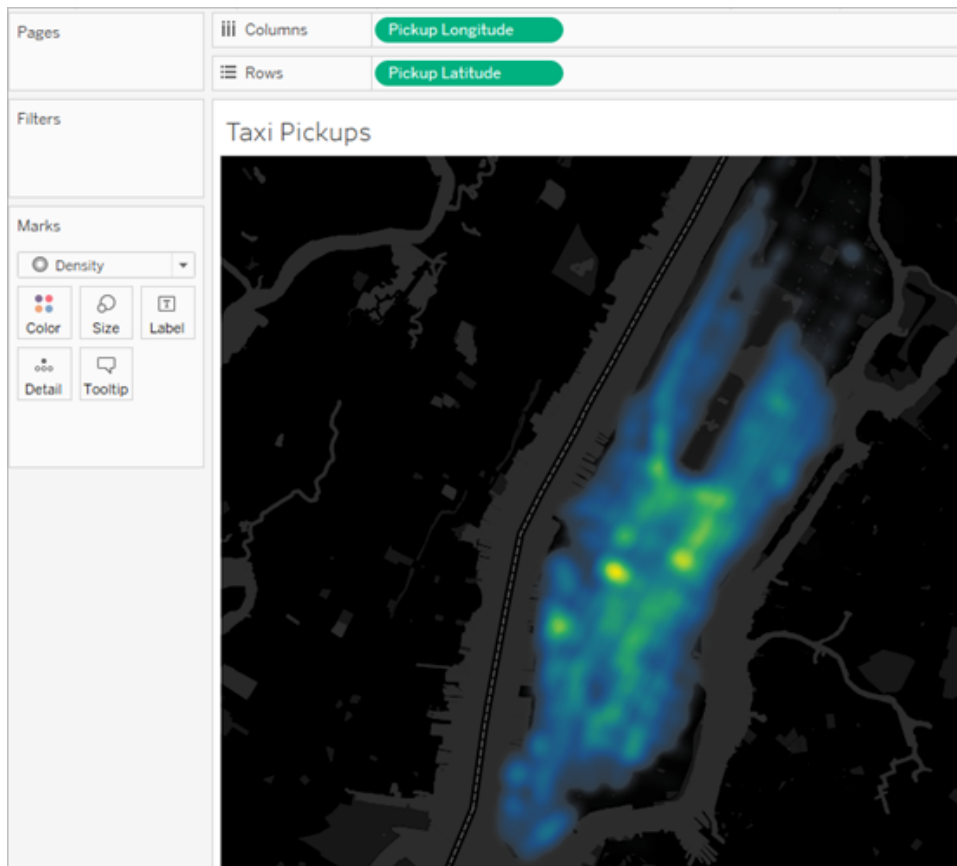 Pages
Columns
Pickup Longitude
Rows
Pickup Latitude
Filters
Taxi Pickups
Marks
Density
Color
Size
Label
Detail
Tooltip